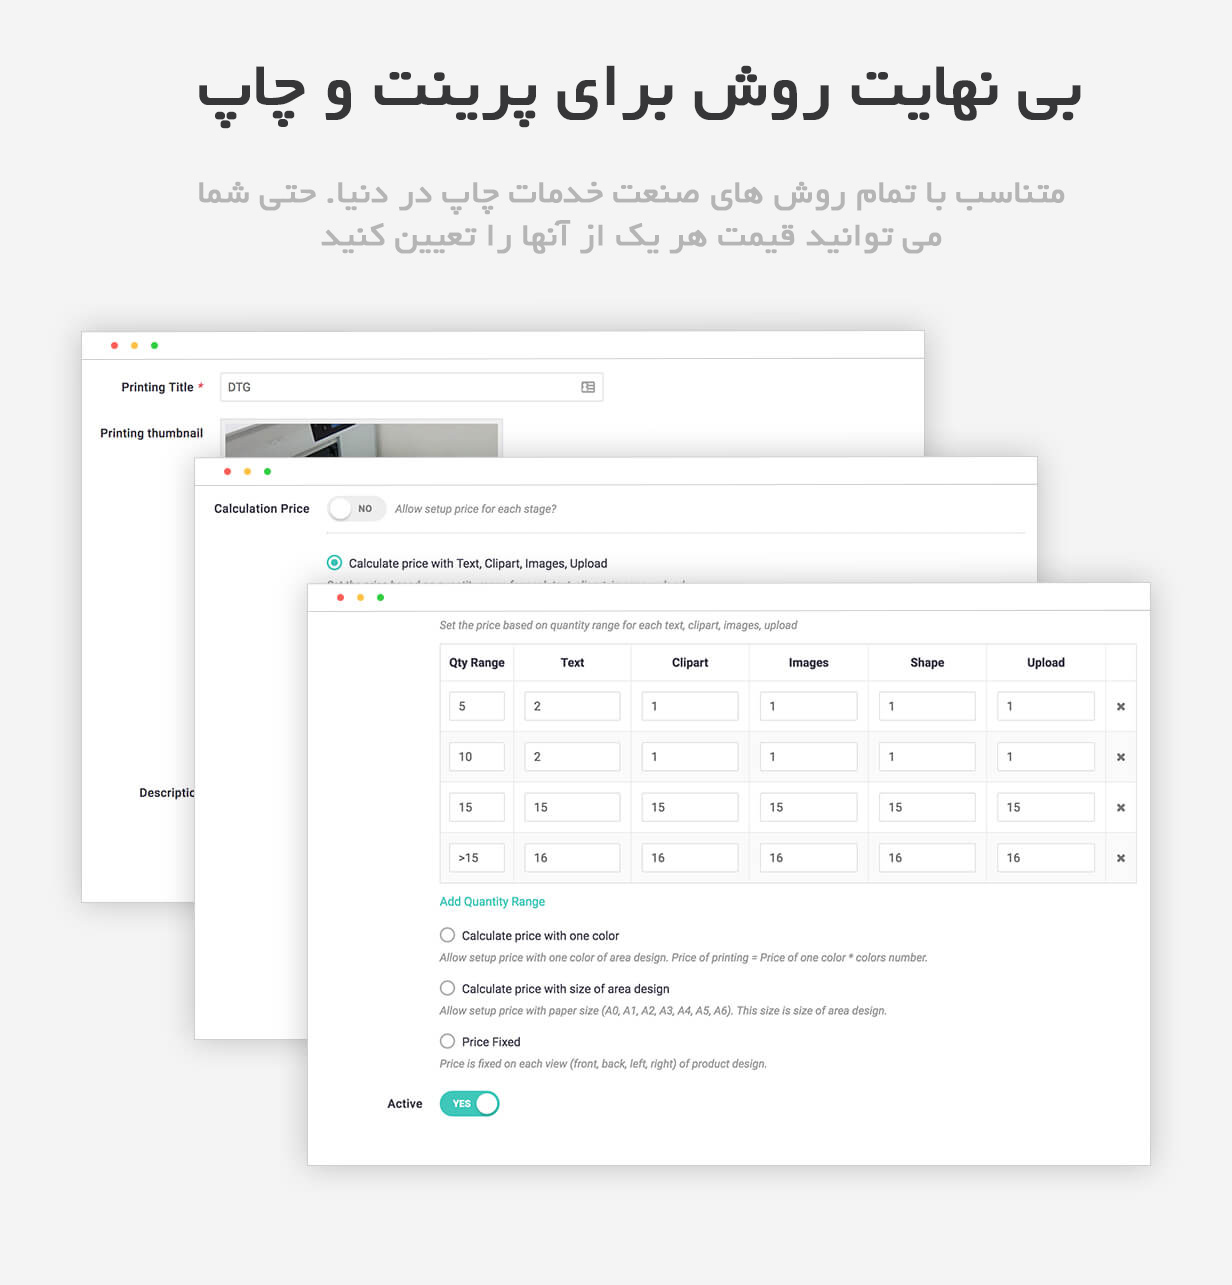 بی نهایت روش برای پرینت و چاپ
متناسب با تمام روش های صنعت خدمات چاپ در دنیا. حتی شما
می توانید قیمت هر یک از آنها را تعیین کنید
Printing Title *
DTG
Printing thumbnail
Descriptio
Calculation Price
NO
Allow setup price for each stage?
Calculate price with Text, Clipart, Images, Upload
Set the price based on quantity range for each text, clipart, images, upload
Qty Range Text Clipart Images Shape Upload
5 2 1 1 1 1 ×
10 2 1 1 1 1 ×
15 15 15 15 15 15 ×
>15 16 16 16 16 16 ×
Add Quantity Range
Calculate price with one color
Allow setup price with one color of area design. Price of printing = Price of one color * colors number.
Calculate price with size of area design
Allow setup price with paper size (A0, A1, A2, A3, A4, A5, A6). This size is size of area design.
Price Fixed
Price is fixed on each view (front, back, left, right) of product design.
Active
YES